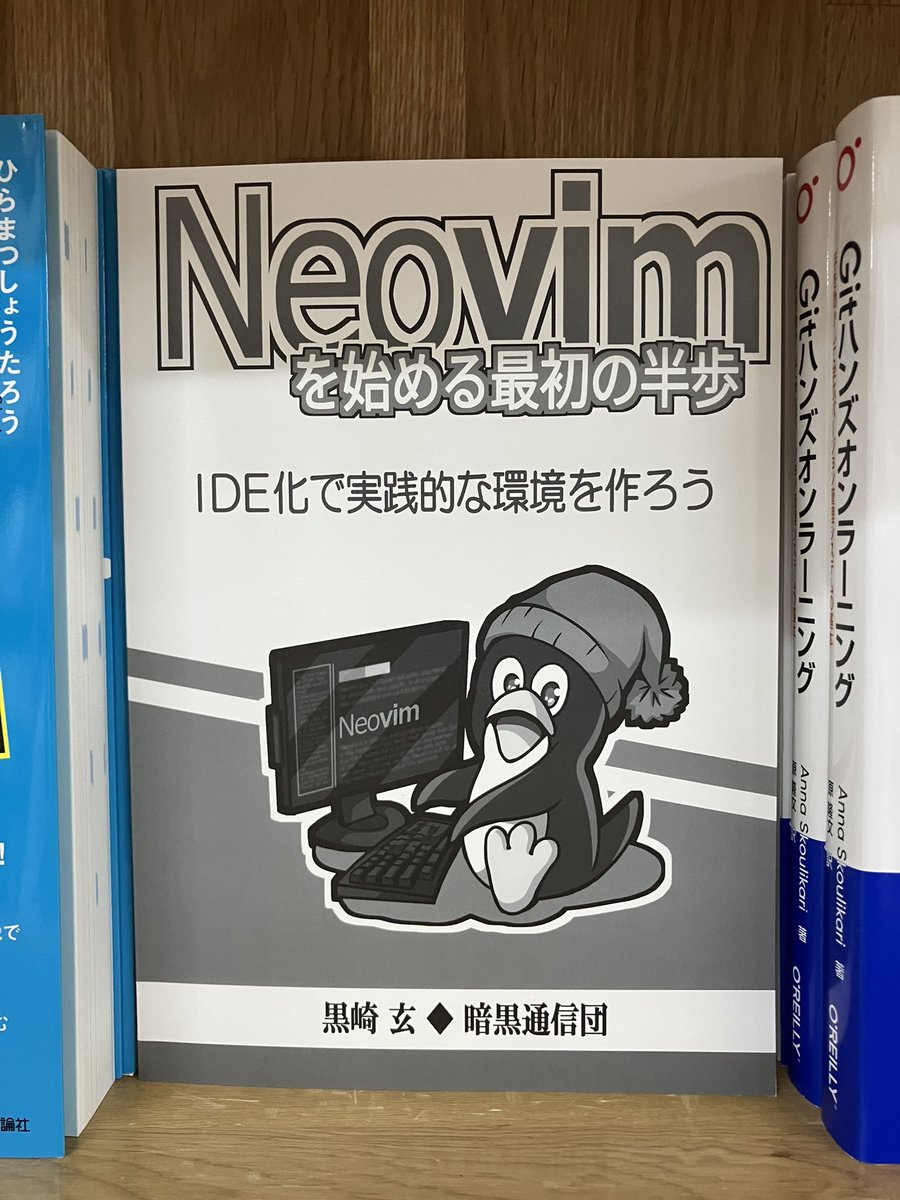 ひらまつしょうたろう
論社
Neovim
を始める最初の半歩
IDE化で実践的な環境を作ろう
Neovim
黒崎 玄◆暗黒通信団
Gitハンズオンラーニング
Anna Skoulikari 著
O'REILLY
Gitハンズオンラーニング
Anna Skoulikari 著
O'REILLY